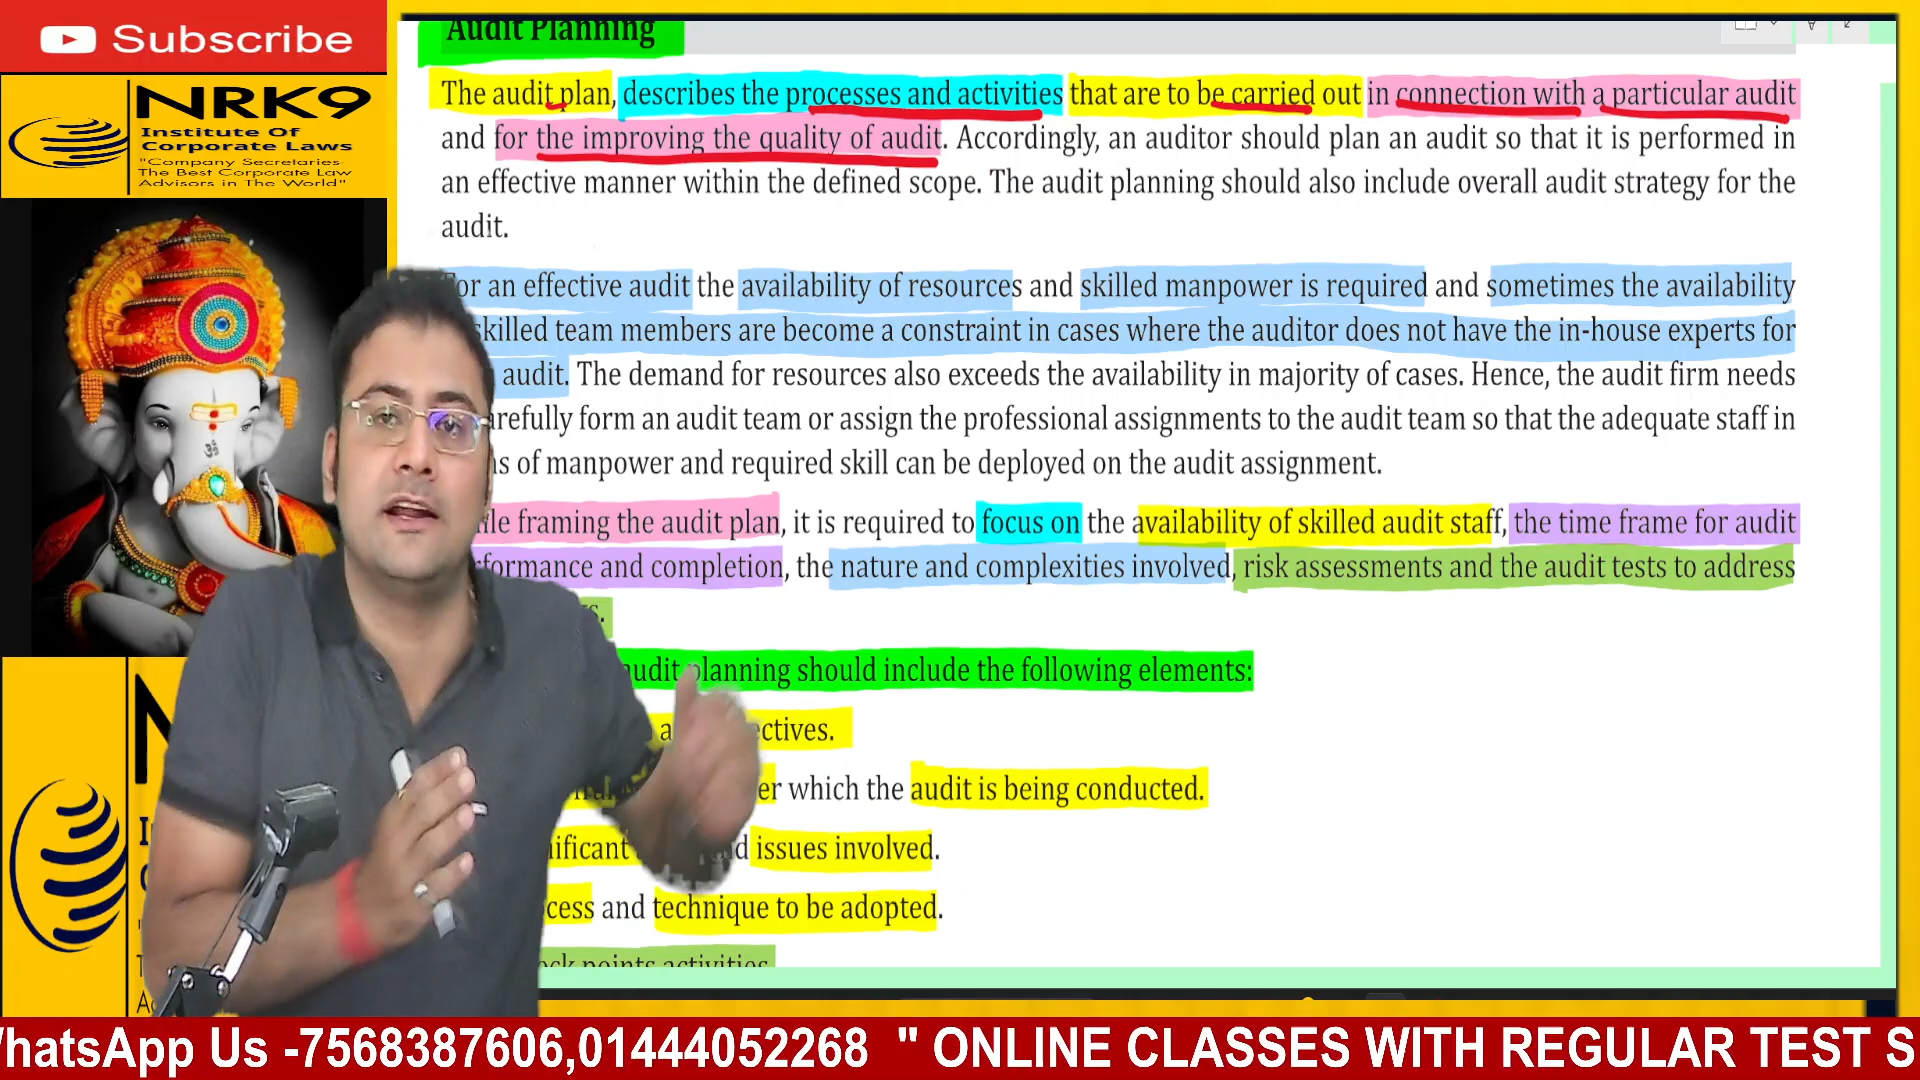 Subscribe
NRK9
Institute Of
Corporate Laws
"Company Secretaries-
The Best Corporate Law
Advisors in The World"
Audit Planning
The audit plan, describes the processes and activities that are to be carried out in connection with a particular audit
and for the improving the quality of audit. Accordingly, an auditor should plan an audit so that it is performed in
an effective manner within the defined scope. The audit planning should also include overall audit strategy for the
audit.
For an effective audit the availability of resources and skilled manpower is required and sometimes the availability
skilled team members are become a constraint in cases where the auditor does not have the in-house experts for
audit. The demand for resources also exceeds the availability in majority of cases. Hence, the audit firm needs
carefully form an audit team or assign the professional assignments to the audit team so that the adequate staff in
of manpower and required skill can be deployed on the audit assignment.
framing the audit plan, it is required to focus on the availability of skilled audit staff, the time frame for audit
performance and completion, the nature and complexities involved, risk assessments and the audit tests to address
audit planning should include the following elements:
which the audit is being conducted.
issues involved.
and technique to be adopted.
points activities
WhatsApp Us -7568387606,01444052268 " ONLINE CLASSES WITH REGULAR TEST S